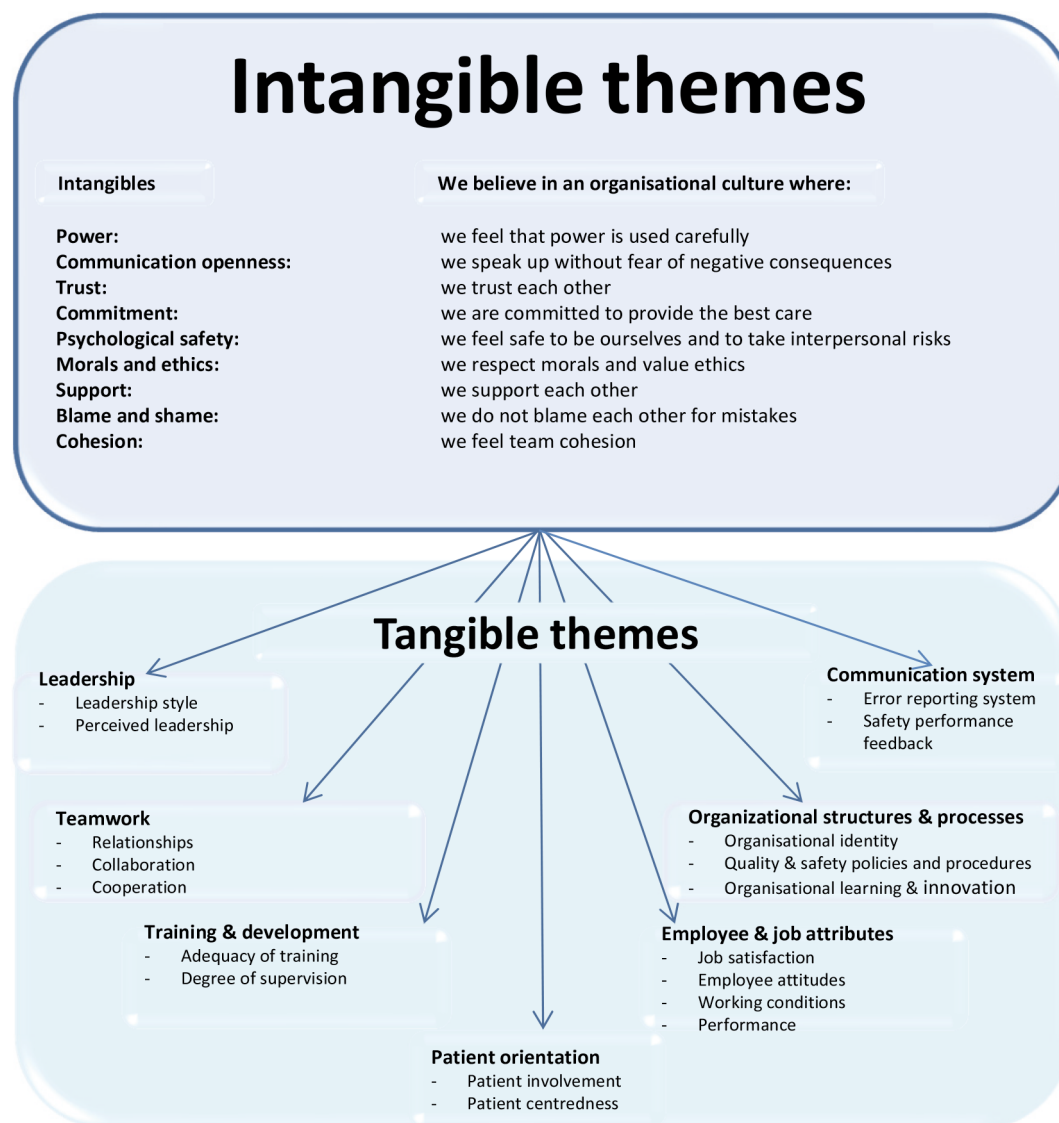 Intangible themes
Intangibles
We believe in an organisational culture where:
Power: we feel that power is used carefully
Communication openness: we speak up without fear of negative consequences
Trust: we trust each other
Commitment: we are committed to provide the best care
Psychological safety: we feel safe to be ourselves and to take interpersonal risks
Morals and ethics: we respect morals and value ethics
Support: we support each other
Blame and shame: we do not blame each other for mistakes
Cohesion: we feel team cohesion
Tangible themes
Leadership
- Leadership style
- Perceived leadership
Communication system
- Error reporting system
- Safety performance
feedback
Teamwork
- Relationships
- Collaboration
- Cooperation
Organizational structures & processes
- Organisational identity
- Quality & safety policies and procedures
- Organisational learning & innovation
Training & development
- Adequacy of training
- Degree of supervision
Employee & job attributes
- Job satisfaction
- Employee attitudes
- Working conditions
- Performance
Patient orientation
- Patient involvement
- Patient centredness